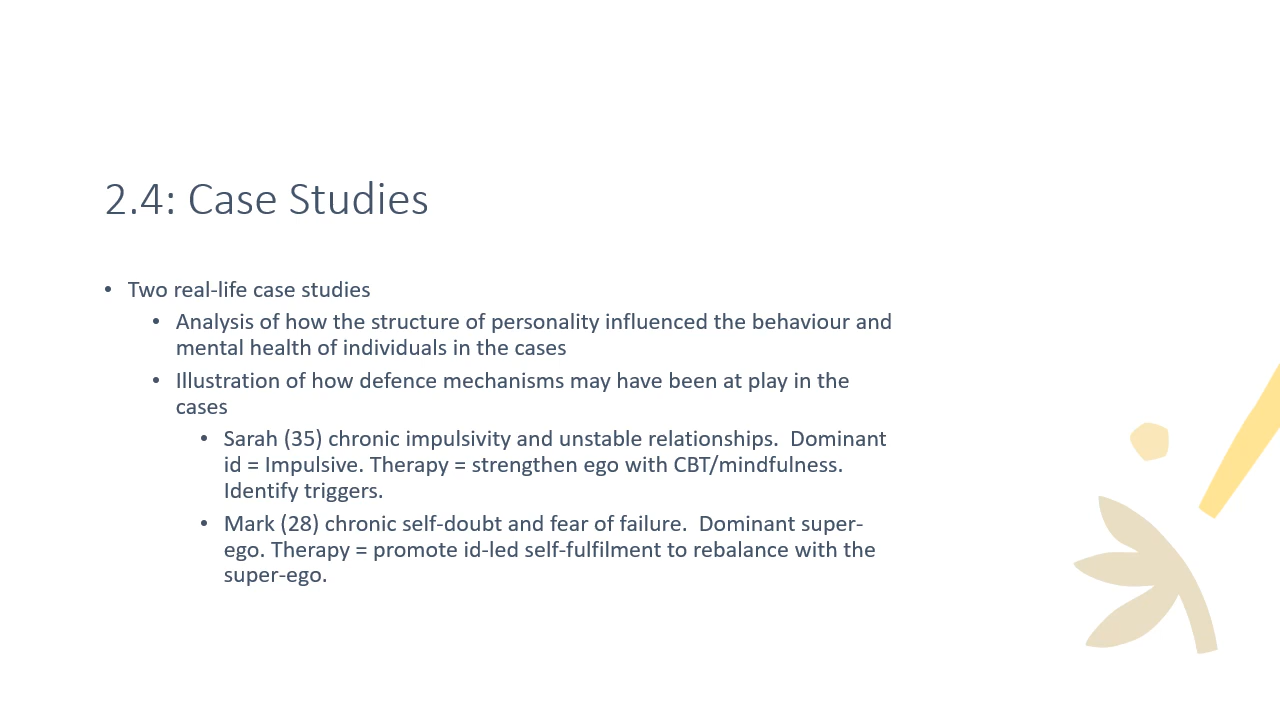 2.4: Case Studies
• Two real-life case studies
• Analysis of how the structure of personality influenced the behaviour and
mental health of individuals in the cases
• Illustration of how defence mechanisms may have been at play in the
cases
• Sarah (35) chronic impulsivity and unstable relationships.  Dominant
id = Impulsive. Therapy = strengthen ego with CBT/mindfulness.
Identify triggers.
• Mark (28) chronic self-doubt and fear of failure.  Dominant super-
ego. Therapy = promote id-led self-fulfilment to rebalance with the
super-ego.